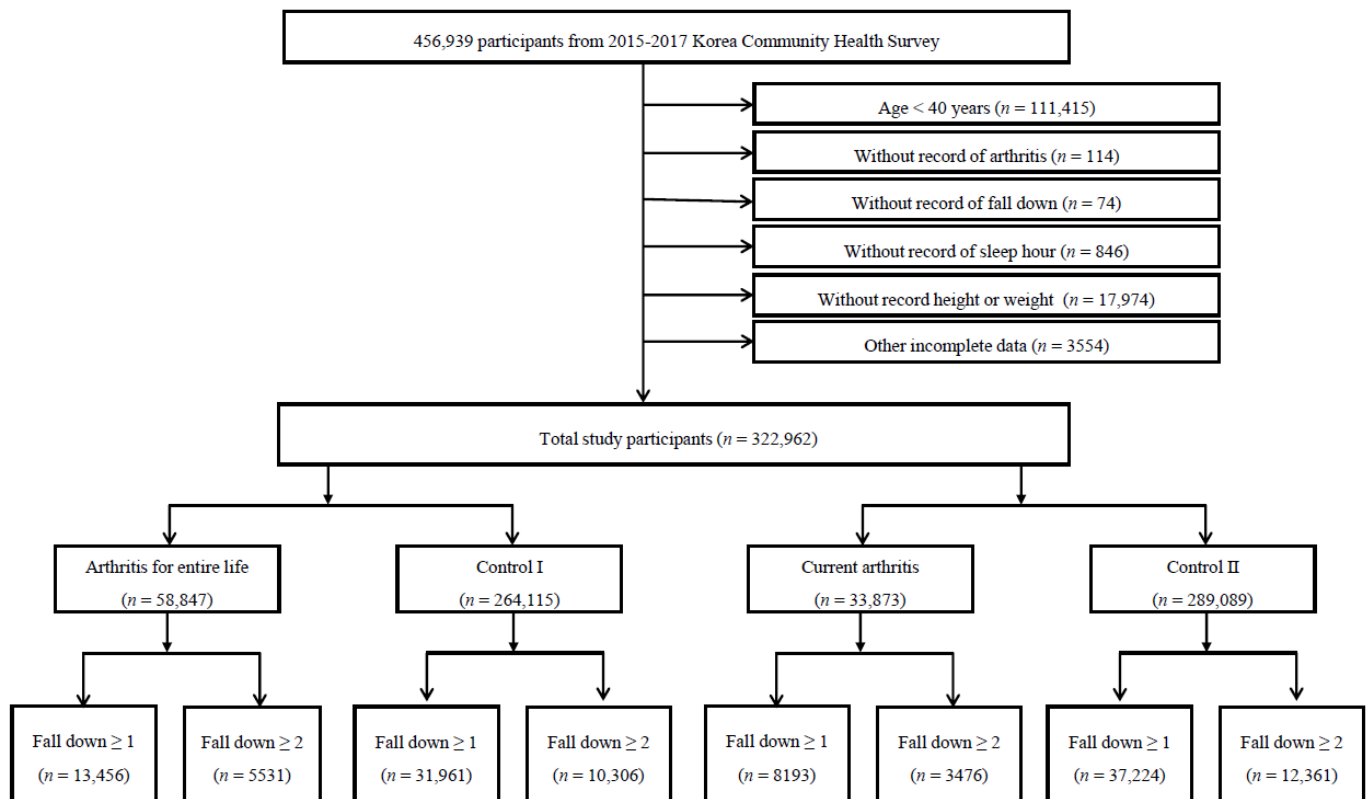 456,939 participants from 2015-2017 Korea Community Health Survey
Age < 40 years (n = 111,415)
Without record of arthritis (n = 114)
Without record of fall down (n = 74)
Without record of sleep hour (n = 846)
Without record height or weight (n = 17,974)
Other incomplete data (n = 3554)
Total study participants (n = 322,962)
Arthritis for entire life
(n = 58,847)
Control I
(n = 264,115)
Current arthritis
(n = 33,873)
Control II
(n = 289,089)
Fall down ≥ 1
(n = 13,456)
Fall down ≥ 2
(n = 5531)
Fall down ≥ 1
(n = 31,961)
Fall down ≥ 2
(n = 10,306)
Fall down ≥ 1
(n = 8193)
Fall down ≥ 2
(n = 3476)
Fall down ≥ 1
(n = 37,224)
Fall down ≥ 2
(n = 12,361)